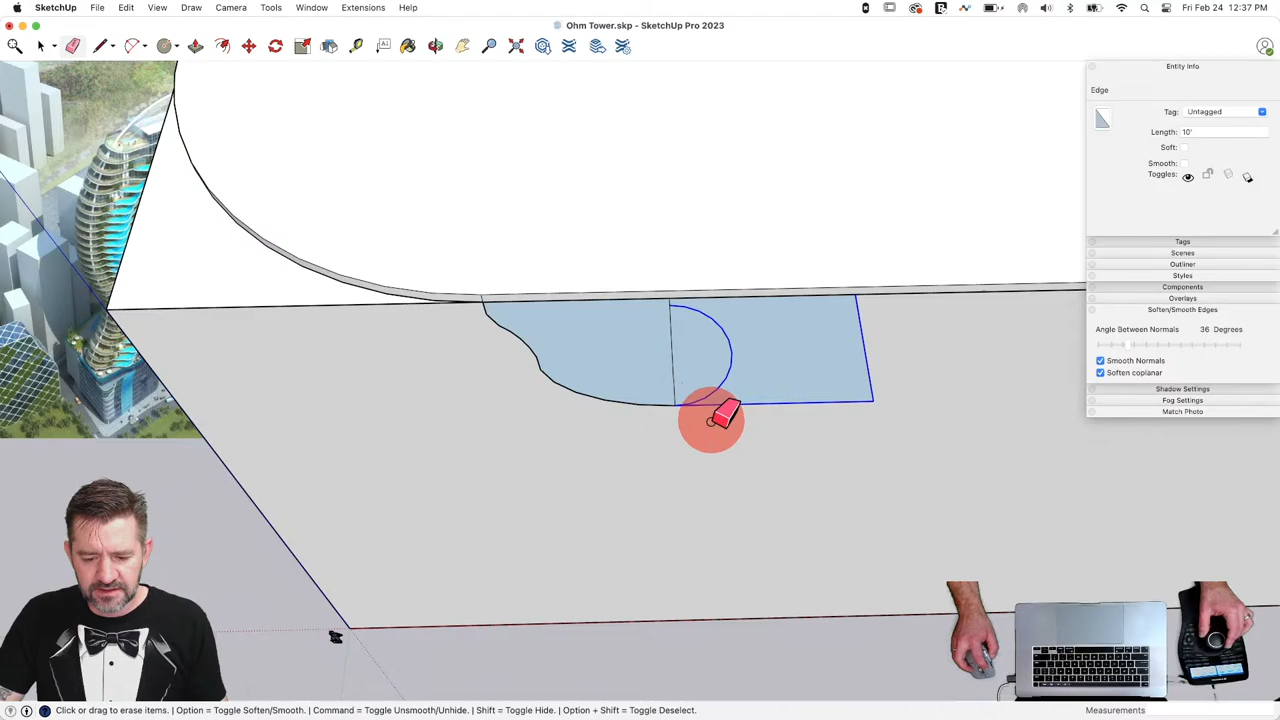 SketchUp File Edit View Draw Camera Tools Window Extensions Help Fri Feb 24 12:37 PM
Ohm Tower.skp - SketchUp Pro 2023
Entity Info
Edge
Tag: Untagged
Length: 10'
Soft:
Smooth:
Toggles:
Tags
Scenes
Outliner
Styles
Components
Overlays
Soften/Smooth Edges
Angle Between Normals 36 Degrees
Smooth Normals
Soften coplanar
Shadow Settings
Fog Settings
Match Photo
Click or drag to erase items. | Option = Toggle Soften/Smooth. | Command = Toggle Unsmooth/Unhide. | Shift = Toggle Hide. | Option + Shift = Toggle Deselect. Measurements